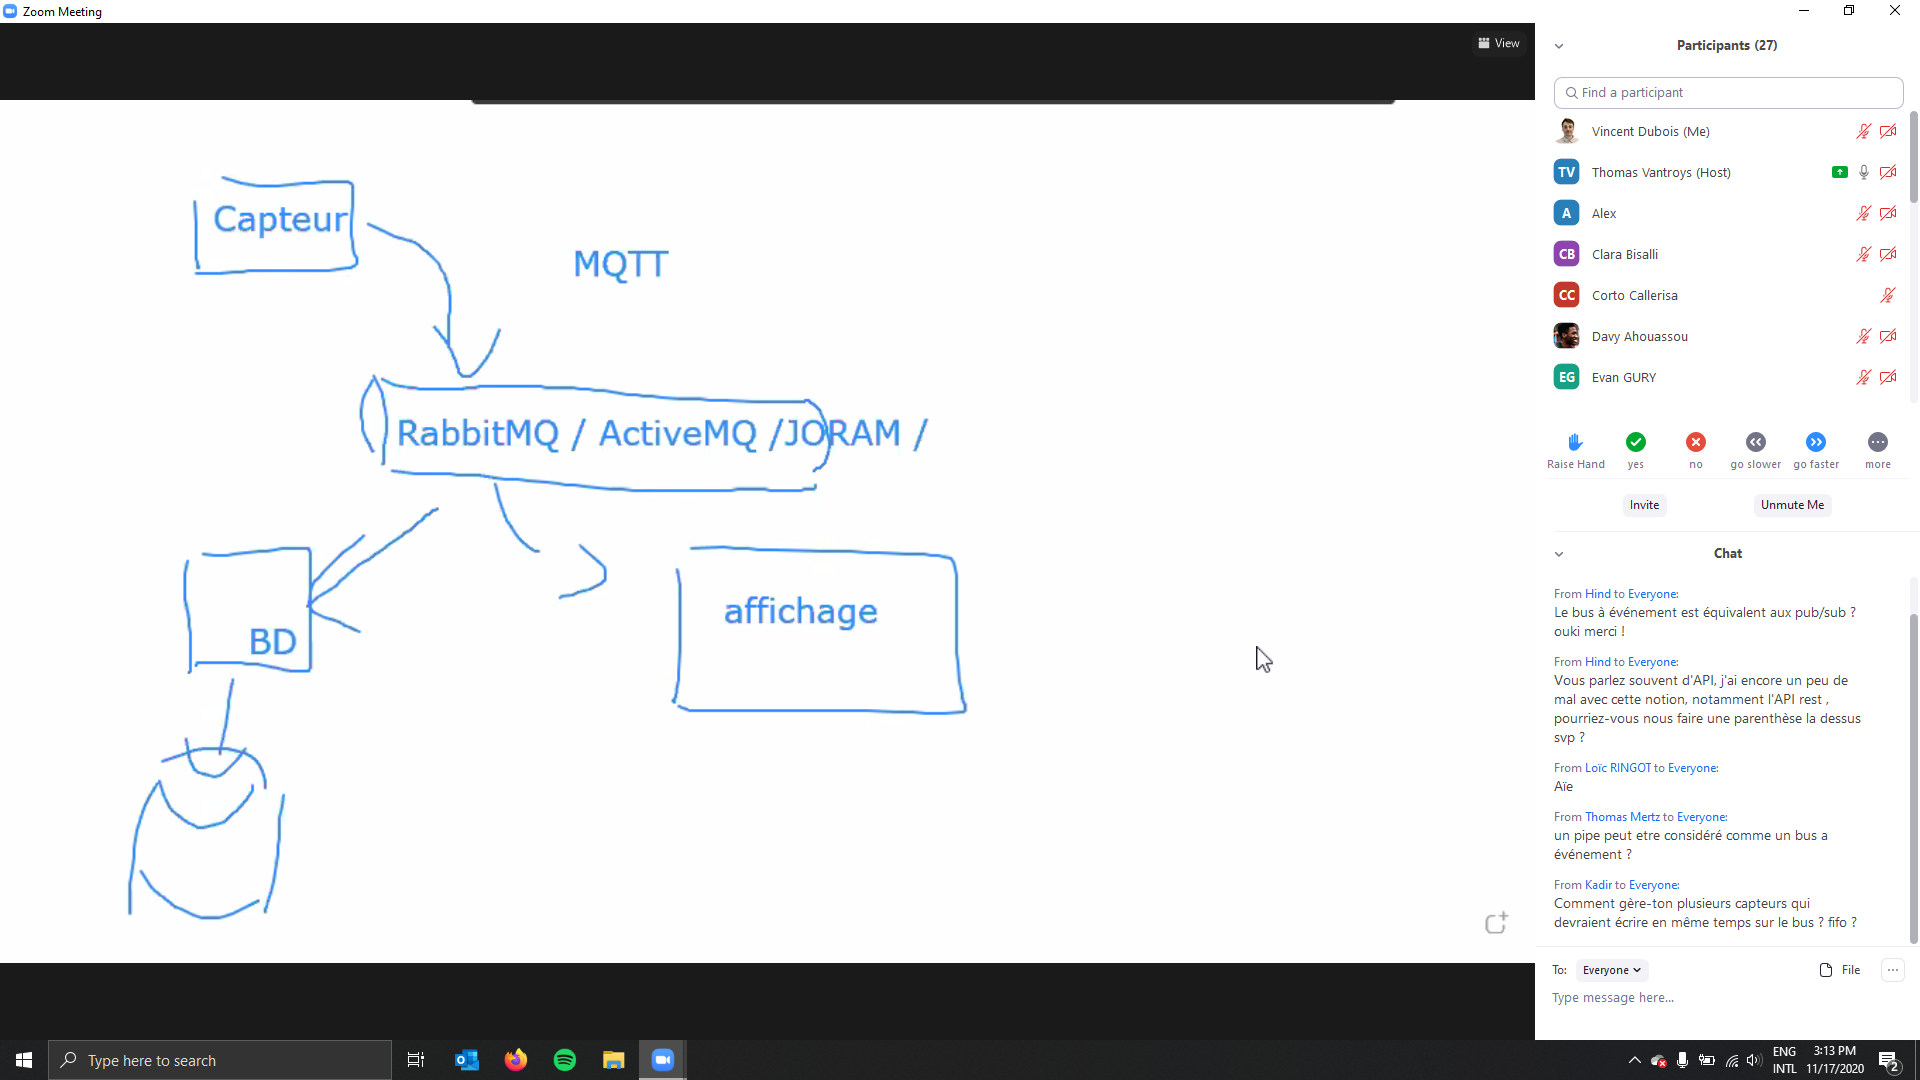 Zoom Meeting
View
Capteur
MQTT
RabbitMQ / ActiveMQ /JORAM /
BD
affichage
Participants (27)
Find a participant
Vincent Dubois (Me)
TV Thomas Vantroys (Host)
A Alex
CB Clara Bisalli
CC Corto Callerisa
Davy Ahouassou
EG Evan GURY
Raise Hand yes no go slower go faster more
Invite Unmute Me
Chat
From Hind to Everyone:
Le bus à événement est équivalent aux pub/sub ?
ouki merci !
From Hind to Everyone:
Vous parlez souvent d'API, j'ai encore un peu de
mal avec cette notion, notamment l'API rest ,
pourriez-vous nous faire une parenthèse la dessus
svp ?
From Loïc RINGOT to Everyone:
Aïe
From Thomas Mertz to Everyone:
un pipe peut etre considéré comme un bus a
événement ?
From Kadir to Everyone:
Comment gère-ton plusieurs capteurs qui
devraient écrire en même temps sur le bus ? fifo ?
To: Everyone File
Type message here...
Type here to search
ENG 3:13 PM
INTL 11/17/2020 2